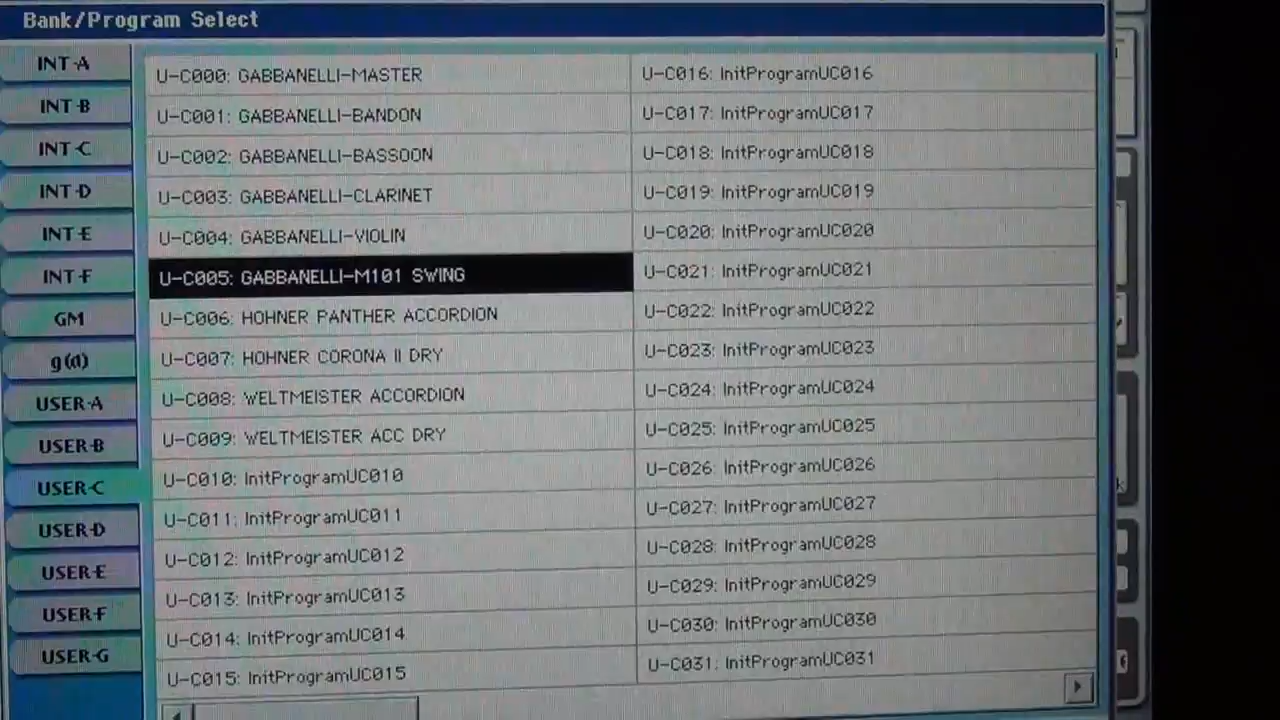 Bank/Program Select
INT-A
INT-B
INT-C
INT-D
INT-E
INT-F
GM
g(d)
USER-A
USER-B
USER-C
USER-D
USER-E
USER-F
USER-G
U-C000: GABBANELLI-MASTER
U-C001: GABBANELLI-BANDON
U-C002: GABBANELLI-BASSOON
U-C003: GABBANELLI-CLARINET
U-C004: GABBANELLI-VIOLIN
U-C005: GABBANELLI-M101 SWING
U-C006: HOHNER PANTHER ACCORDION
U-C007: HOHNER CORONA II DRY
U-C008: WELTMEISTER ACCORDION
U-C009: WELTMEISTER ACC DRY
U-C010: InitProgramUC010
U-C011: InitProgramUC011
U-C012: InitProgramUC012
U-C013: InitProgramUC013
U-C014: InitProgramUC014
U-C015: InitProgramUC015
U-C016: InitProgramUC016
U-C017: InitProgramUC017
U-C018: InitProgramUC018
U-C019: InitProgramUC019
U-C020: InitProgramUC020
U-C021: InitProgramUC021
U-C022: InitProgramUC022
U-C023: InitProgramUC023
U-C024: InitProgramUC024
U-C025: InitProgramUC025
U-C026: InitProgramUC026
U-C027: InitProgramUC027
U-C028: InitProgramUC028
U-C029: InitProgramUC029
U-C030: InitProgramUC030
U-C031: InitProgramUC031